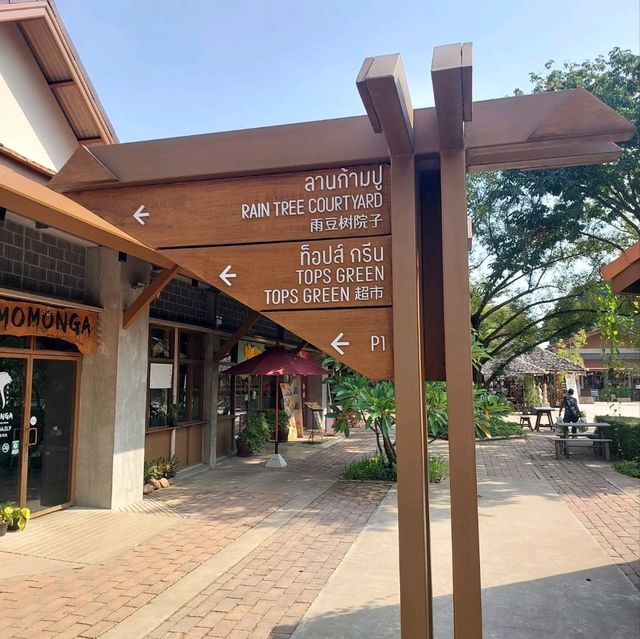 ลานก้ามปู
RAIN TREE COURTYARD
雨豆树院子
ท็อปส์ กรีน
TOPS GREEN
TOPS GREEN 超市
P1
MOMONGA